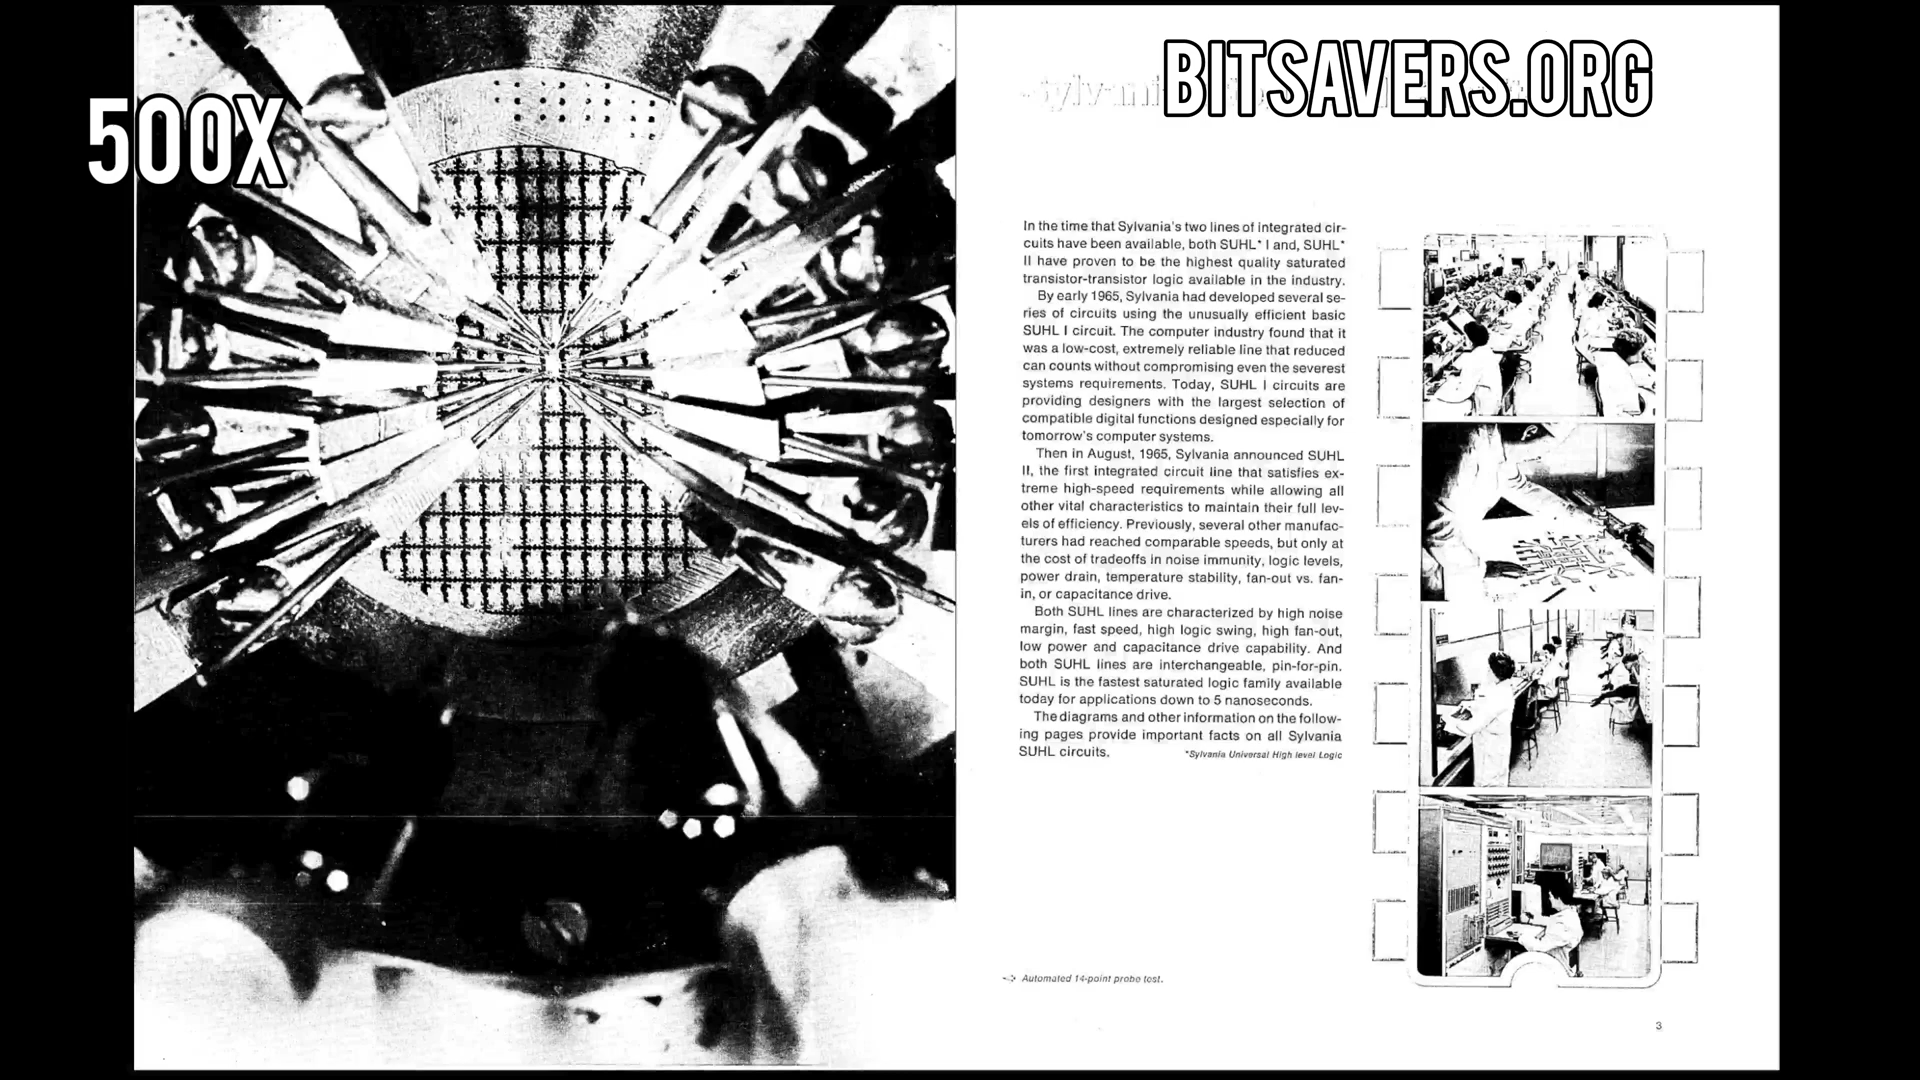 500X
BITSAVERS.ORG
In the time that Sylvania's two lines of integrated cir-
cuits have been available, both SUHL* I and, SUHL*
II have proven to be the highest quality saturated
transistor-transistor logic available in the industry.
By early 1965, Sylvania had developed several se-
ries of circuits using the unusually efficient basic
SUHL I circuit. The computer industry found that it
was a low-cost, extremely reliable line that reduced
can counts without compromising even the severest
systems requirements. Today, SUHL I circuits are
providing designers with the largest selection of
compatible digital functions designed especially for
tomorrow's computer systems.
Then in August, 1965, Sylvania announced SUHL
II, the first integrated circuit line that satisfies ex-
treme high-speed requirements while allowing all
other vital characteristics to maintain their full lev-
els of efficiency. Previously, several other manufac-
turers had reached comparable speeds, but only at
the cost of tradeoffs in noise immunity, logic levels,
power drain, temperature stability, fan-out vs. fan-
in, or capacitance drive.
Both SUHL lines are characterized by high noise
margin, fast speed, high logic swing, high fan-out,
low power and capacitance drive capability. And
both SUHL lines are interchangeable, pin-for-pin.
SUHL is the fastest saturated logic family available
today for applications down to 5 nanoseconds.
The diagrams and other information on the follow-
ing pages provide important facts on all Sylvania
SUHL circuits.
*Sylvania Universal High level Logic
Automated 14-point probe test.
3